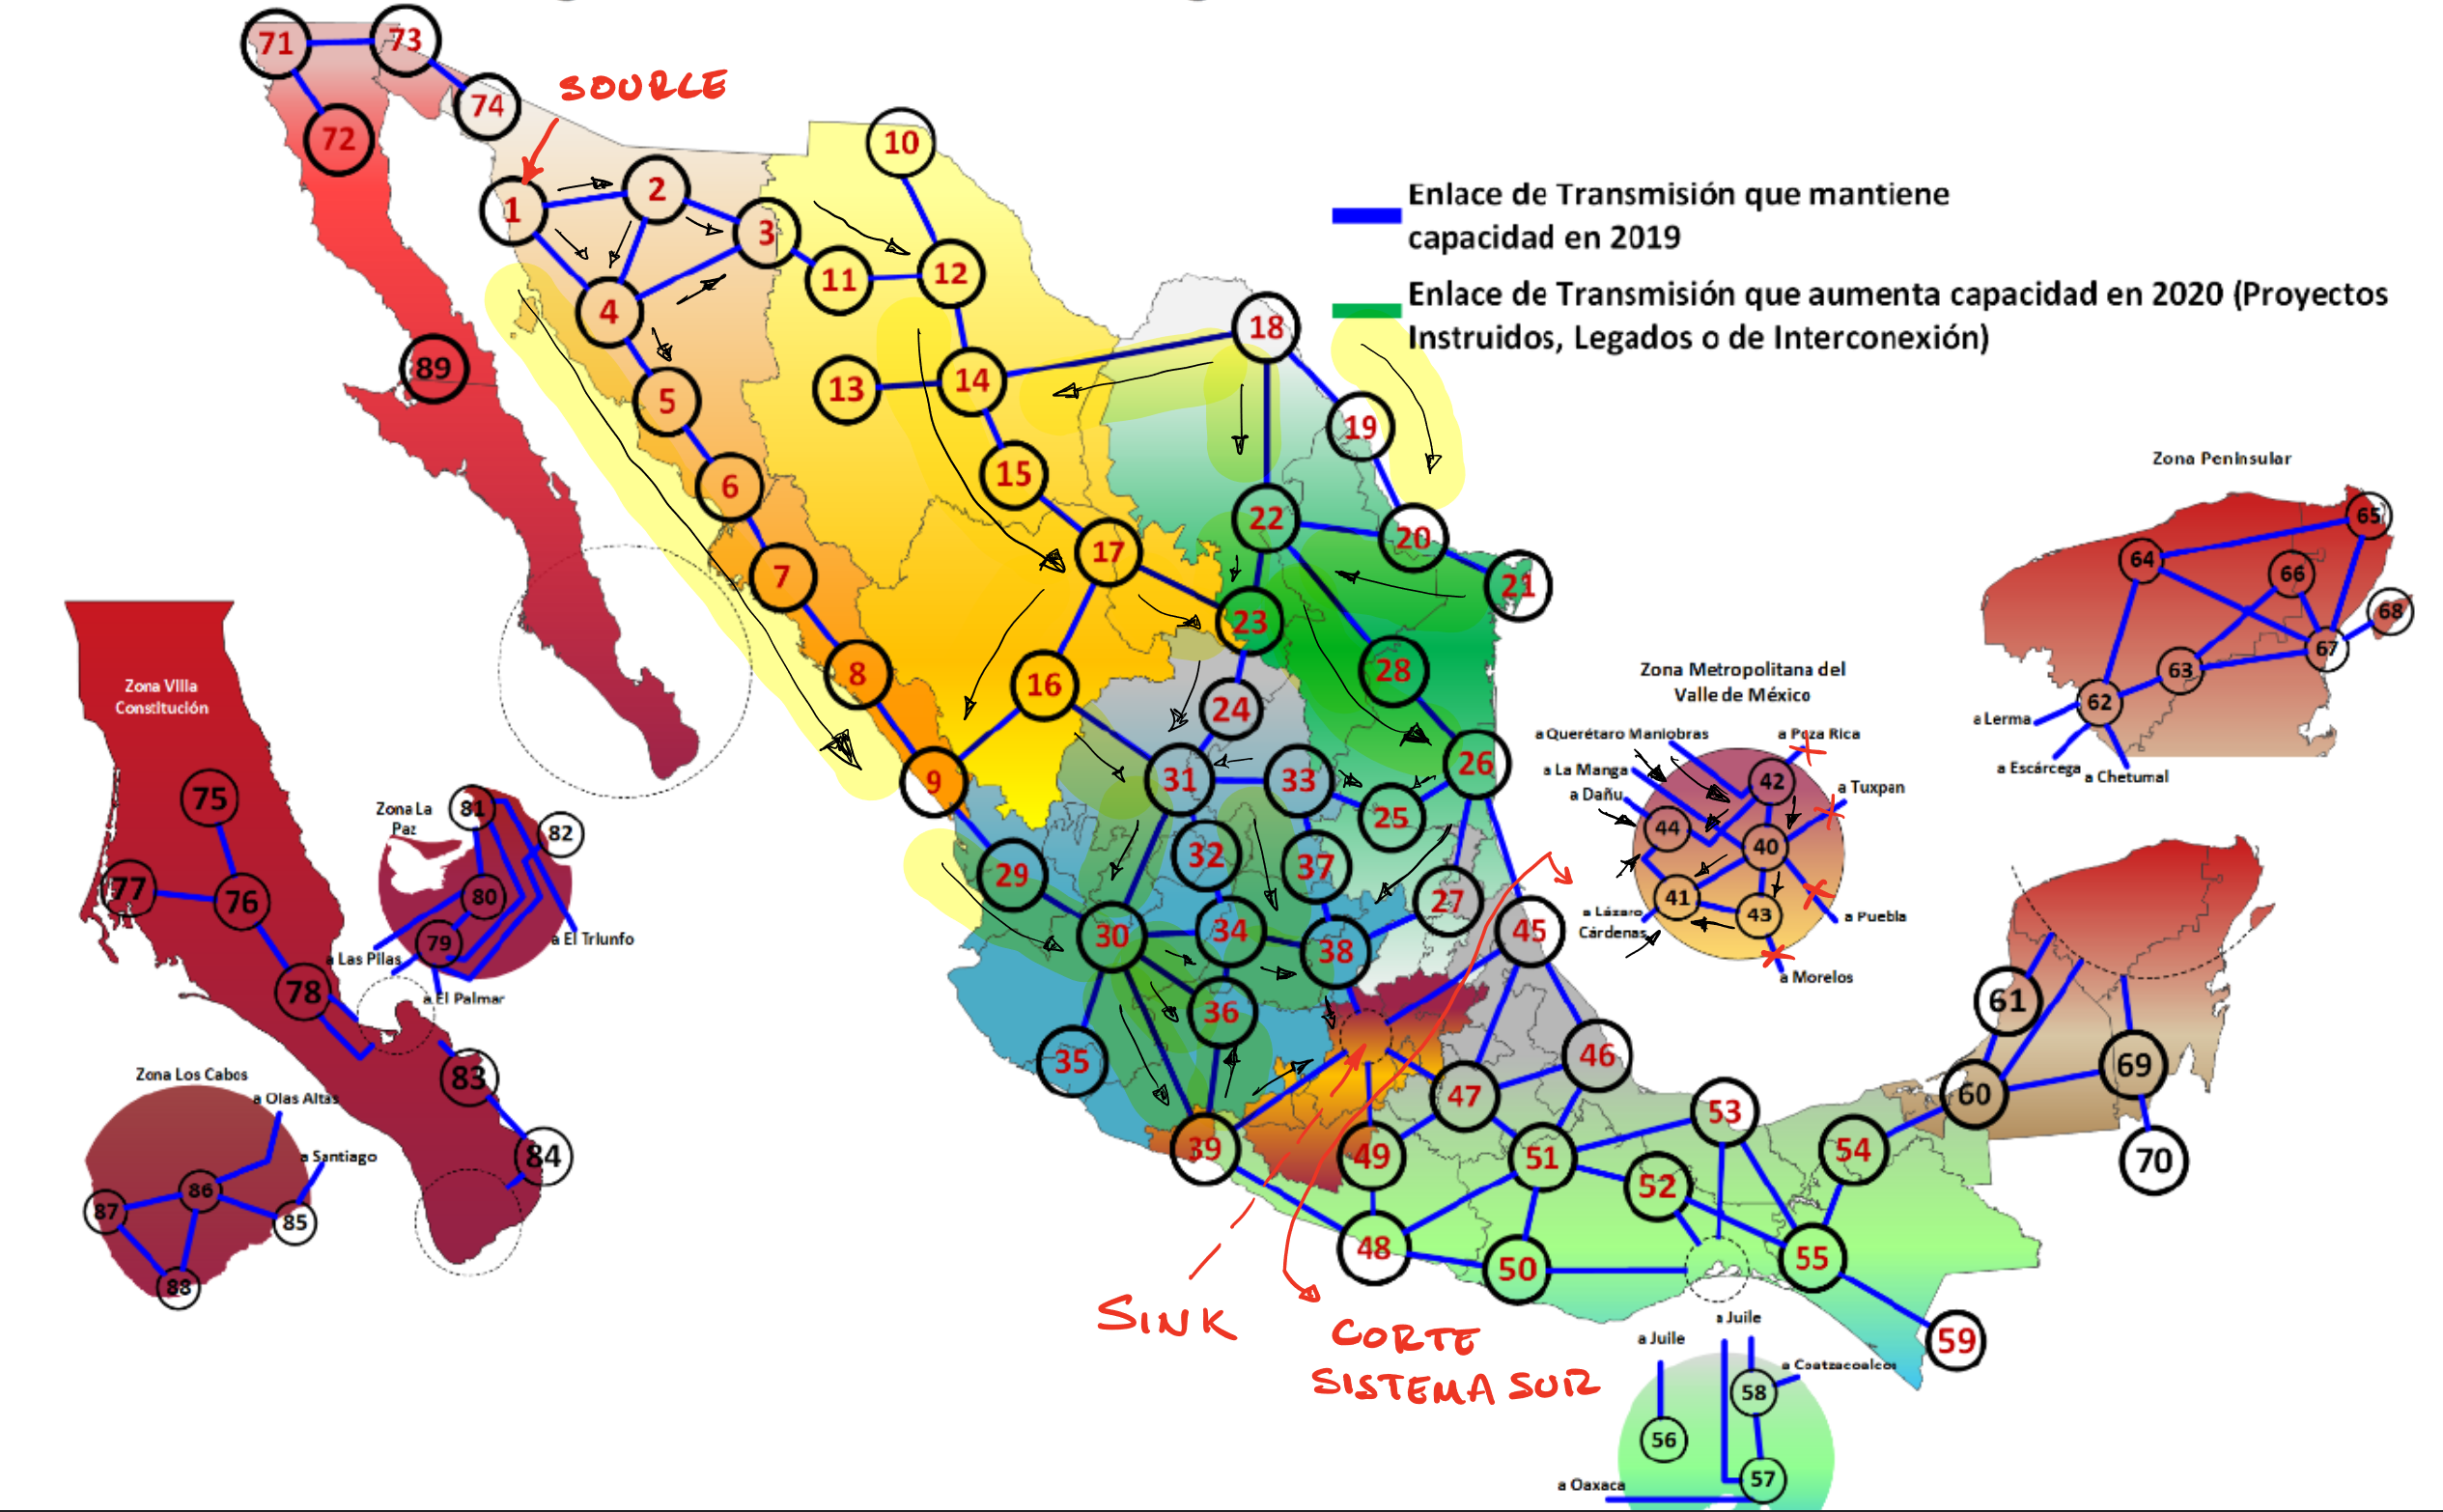 71
73
74
72
SOURCE
10
1
2
3
11
12
4
Enlace de Transmisión que mantiene
capacidad en 2019
Enlace de Transmisión que aumenta capacidad en 2020 (Proyectos
Instruidos, Legados o de Interconexión)
18
89
13
14
5
19
15
6
22
20
17
21
7
23
8
16
28
24
9
31
33
26
25
32
37
29
27
30
34
38
45
36
35
46
47
39
49
51
53
52
54
48
50
55
59
60
61
69
70
SINK
CORTE
SISTEMA SUR
Zona Peninsular
65
64
66
68
67
63
62
a Lerma
a Escárcega
a Chetumal
Zona Metropolitana del
Valle de México
a Querétaro Maniobras
a Poza Rica
a La Manga
42
a Tuxpan
a Dañu
44
40
41
43
a Lázaro
Cárdenas
a Puebla
a Morelos
Zona Villa
Constitución
75
77
76
78
Zona La
Paz
81
82
80
79
a El Triunfo
a Las Pilas
a El Palmar
83
84
Zona Los Cabos
a Olas Altas
a Santiago
86
87
85
88
a Juile
a Juile
a Coatzacoalcos
58
56
57
a Oaxaca